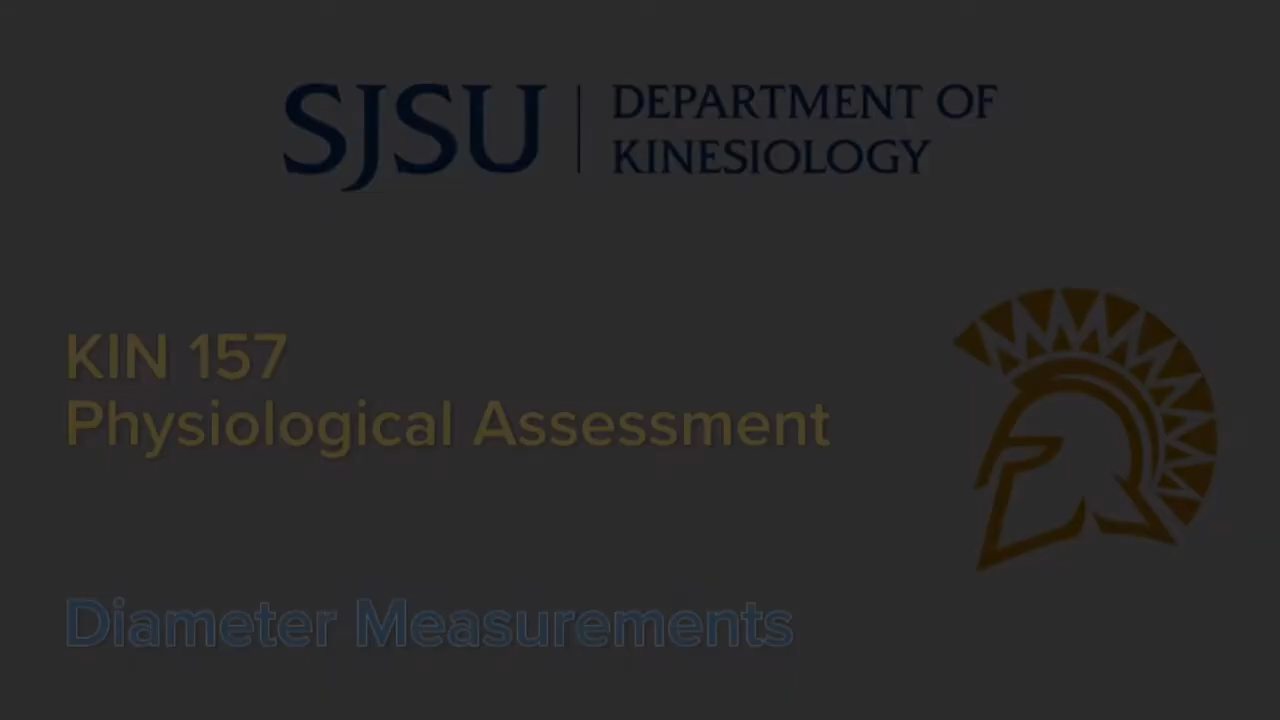 SJSU
DEPARTMENT OF
KINESIOLOGY
KIN 157
Physiological Assessment
Diameter Measurements